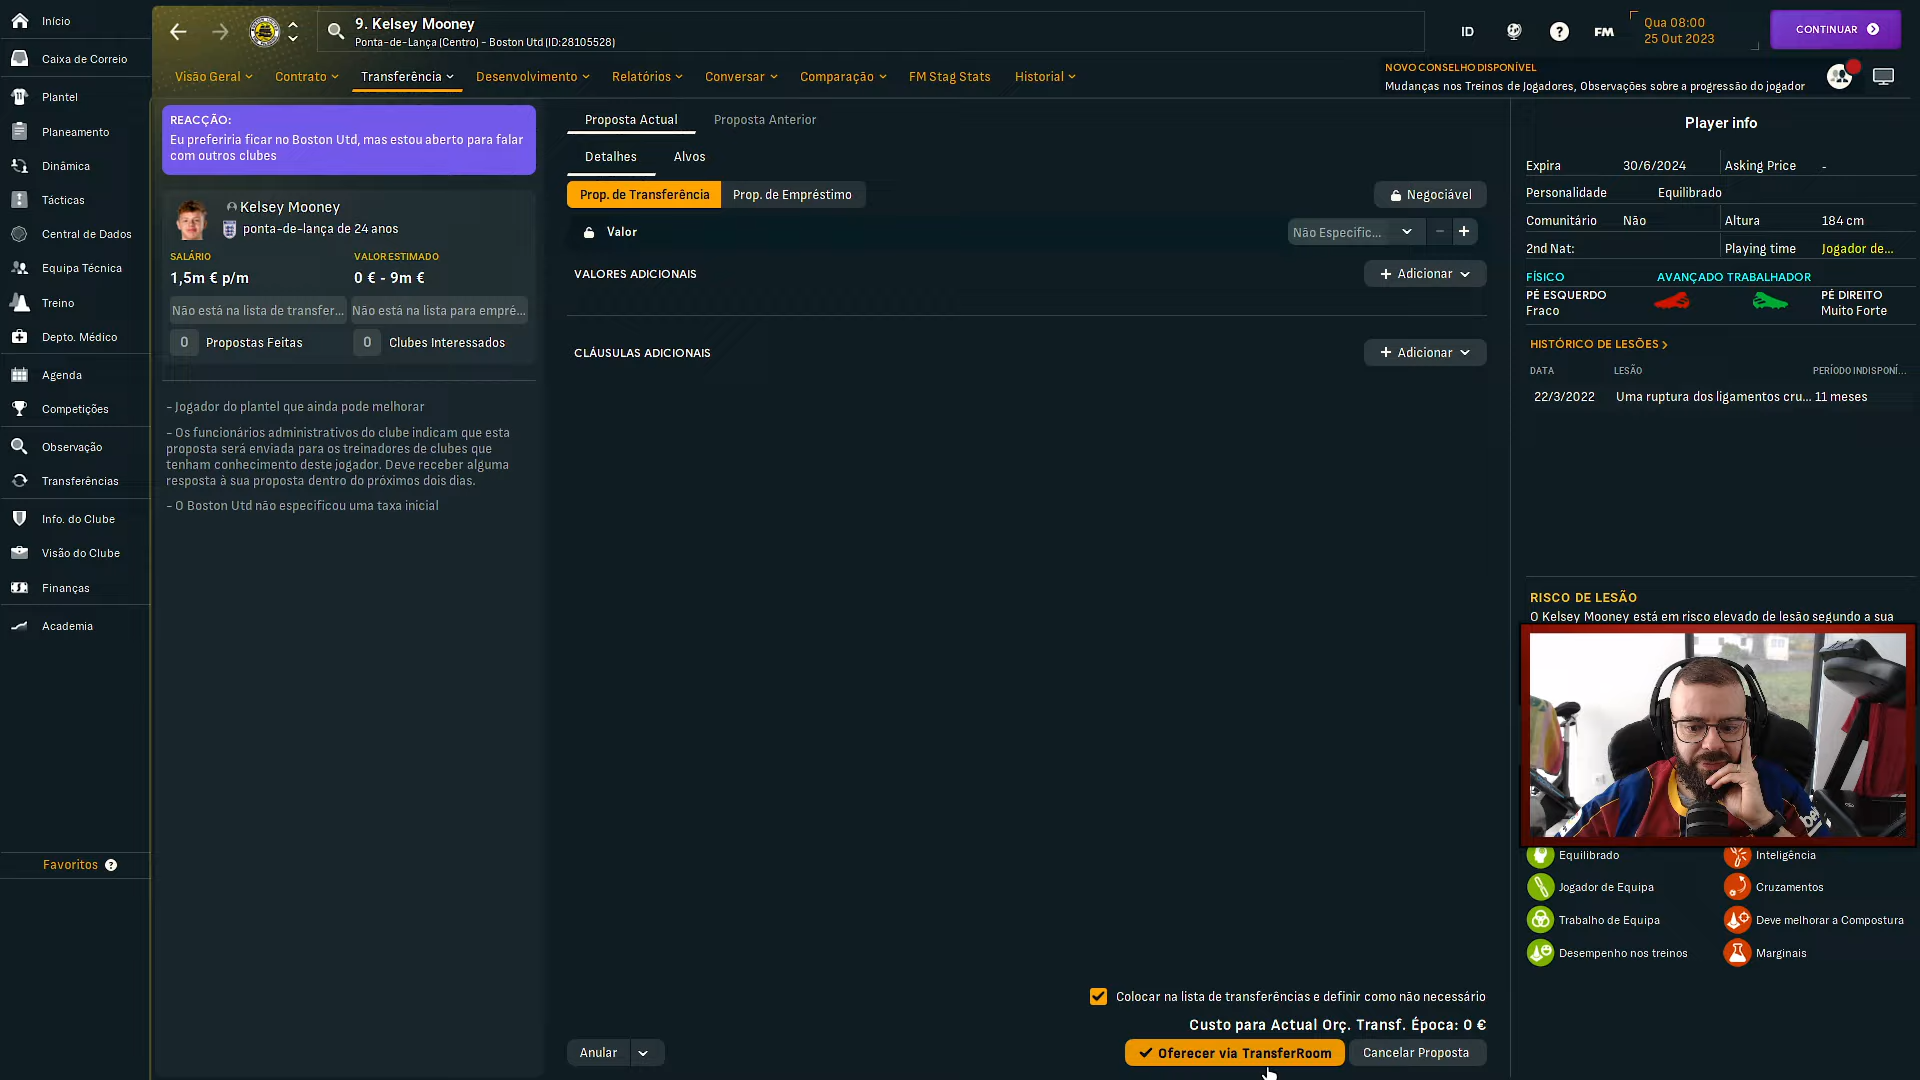 Início
Caixa de Correio
Plantel
Planeamento
Dinâmica
Tácticas
Central de Dados
Equipa Técnica
Treino
Depto. Médico
Agenda
Competições
Observação
Transferências
Info. do Clube
Visão do Clube
Finanças
Academia
Favoritos ?
9. Kelsey Mooney
Ponta-de-Lança (Centro) - Boston Utd (ID:28105528)
ID
?
FM
Qua 08:00
25 Out 2023
CONTINUAR
Visão Geral
Contrato
Transferência
Desenvolvimento
Relatórios
Conversar
Comparação
FM Stag Stats
Historial
NOVO CONSELHO DISPONÍVEL
Mudanças nos Treinos de Jogadores, Observações sobre a progressão do jogador
REACÇÃO:
Eu preferiria ficar no Boston Utd, mas estou aberto para falar
com outros clubes
Kelsey Mooney
ponta-de-lança de 24 anos
SALÁRIO
VALOR ESTIMADO
1,5m € p/m
0 € - 9m €
Não está na lista de transfer...
Não está na lista para empré...
0 Propostas Feitas
0 Clubes Interessados
- Jogador do plantel que ainda pode melhorar
- Os funcionários administrativos do clube indicam que esta
proposta será enviada para os treinadores de clubes que
tenham conhecimento deste jogador. Deve receber alguma
resposta à sua proposta dentro do próximos dois dias.
- O Boston Utd não especificou uma taxa inicial
Proposta Actual
Proposta Anterior
Detalhes
Alvos
Prop. de Transferência
Prop. de Empréstimo
Negociável
Valor
Não Especific...
- +
VALORES ADICIONAIS
+ Adicionar
CLÁUSULAS ADICIONAIS
+ Adicionar
Colocar na lista de transferências e definir como não necessário
Custo para Actual Orç. Transf. Época: 0 €
Anular
Oferecer via TransferRoom
Cancelar Proposta
Player info
Expira 30/6/2024
Asking Price -
Personalidade Equilibrado
Comunitário Não
Altura 184 cm
2nd Nat:
Playing time Jogador de...
FÍSICO
AVANÇADO TRABALHADOR
PÉ ESQUERDO
Fraco
PÉ DIREITO
Muito Forte
HISTÓRICO DE LESÕES >
DATA LESÃO PERÍODO INDISPONÍ...
22/3/2022 Uma ruptura dos ligamentos cru... 11 meses
RISCO DE LESÃO
O Kelsey Mooney está em risco elevado de lesão segundo a sua
Equilibrado
Inteligência
Jogador de Equipa
Cruzamentos
Trabalho de Equipa
Deve melhorar a Compostura
Desempenho nos treinos
Marginais